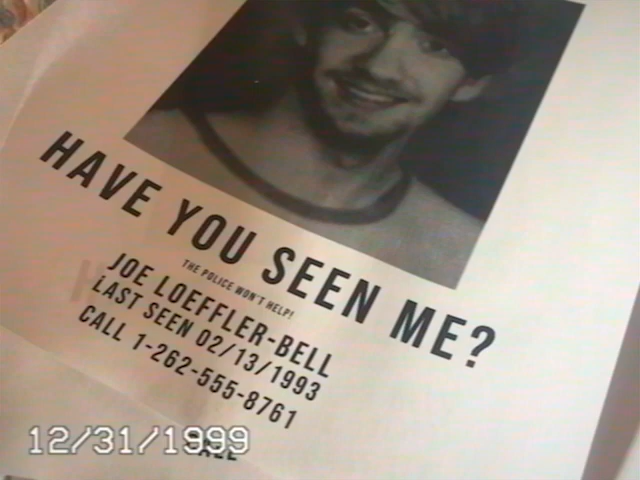 HAVE YOU SEEN ME?
THE POLICE WON'T HELP!
JOE LOEFFLER-BELL
LAST SEEN 02/13/1993
CALL 1-262-555-8761
12/31/1999